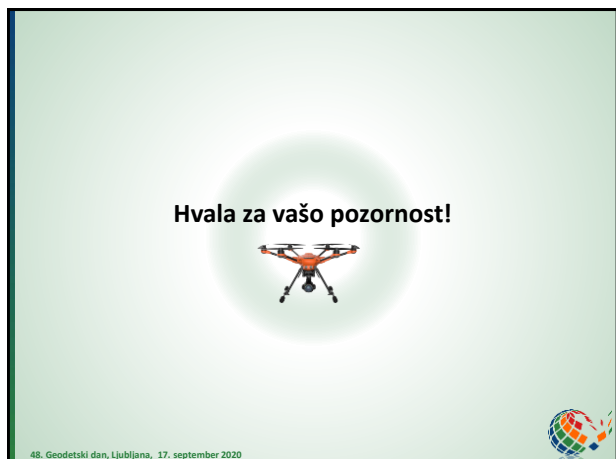 Hvala za vašo pozornost!
48. Geodetski dan, Ljubljana, 17. september 2020